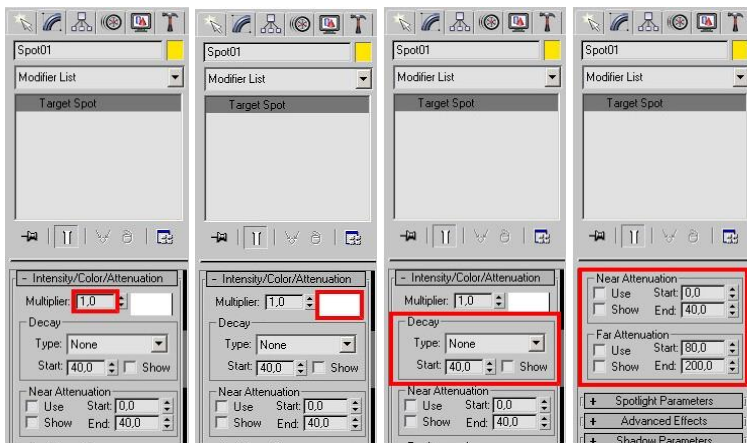 Spot01
Modifier List
Target Spot
- Intensity/Color/Attenuation
Multiplier: 1,0
Decay
Type: None
Start: 40,0 Show
Near Attenuation
Use Start: 0,0
Show End: 40,0
Spot01
Modifier List
Target Spot
- Intensity/Color/Attenuation
Multiplier: 1,0
Decay
Type: None
Start: 40,0 Show
Near Attenuation
Use Start: 0,0
Show End: 40,0
Spot01
Modifier List
Target Spot
- Intensity/Color/Attenuation
Multiplier: 1,0
Decay
Type: None
Start: 40,0 Show
Near Attenuation
Use Start: 0,0
Show End: 40,0
Spot01
Modifier List
Target Spot
Near Attenuation
Use Start: 0,0
Show End: 40,0
Far Attenuation
Use Start: 80,0
Show End: 200,0
+ Spotlight Parameters
+ Advanced Effects
+ Shadow Parameters